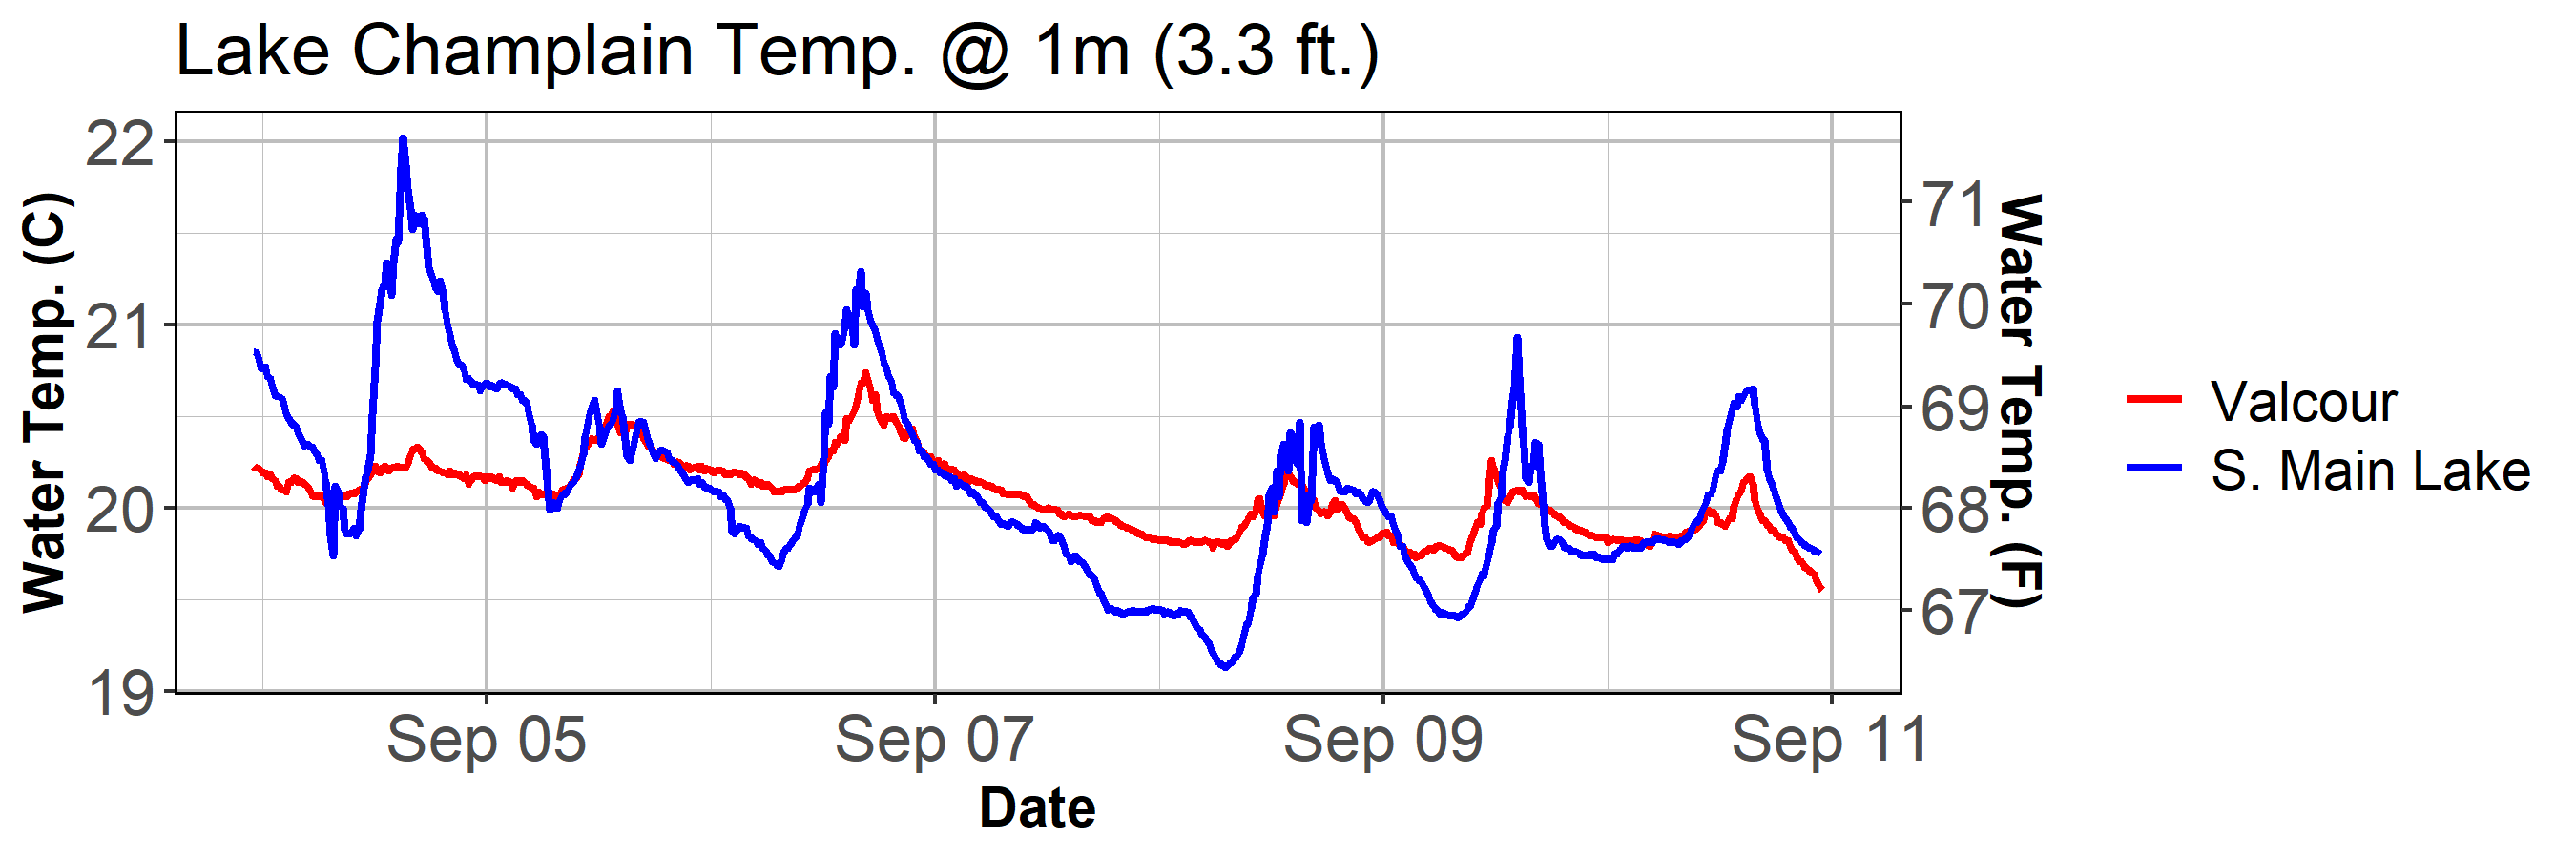 Lake Champlain Temp. @ 1m (3.3 ft.)
Water Temp. (C)
22
21
20
19
71
70
69
68
67
Water Temp. (F)
Sep 05
Sep 07
Sep 09
Sep 11
Date
Valcour
S. Main Lake